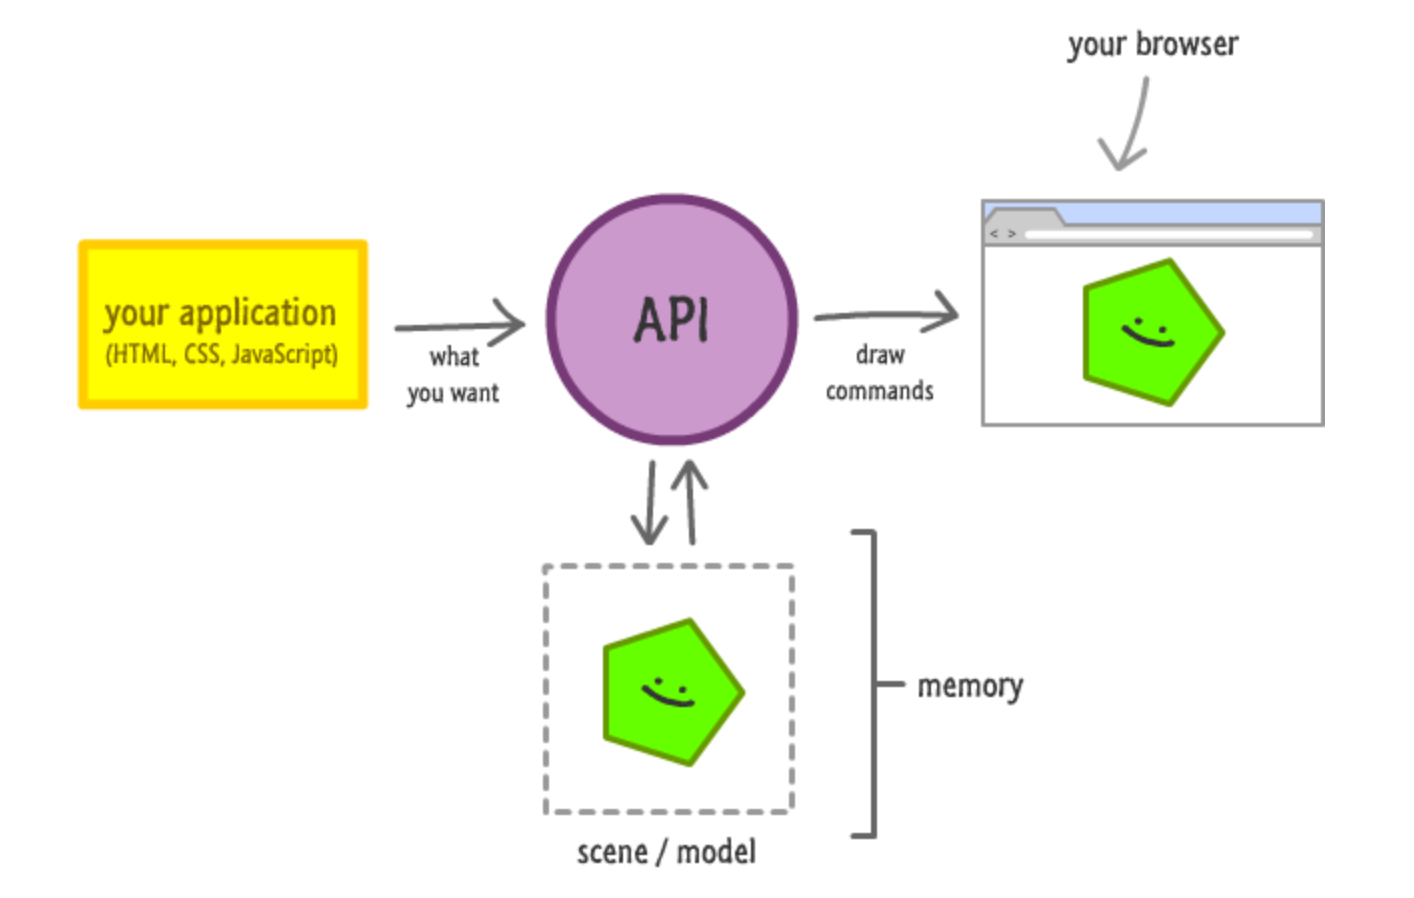 your browser
< >
your application
(HTML, CSS, JavaScript)
what
you want
API
draw
commands
memory
scene / model